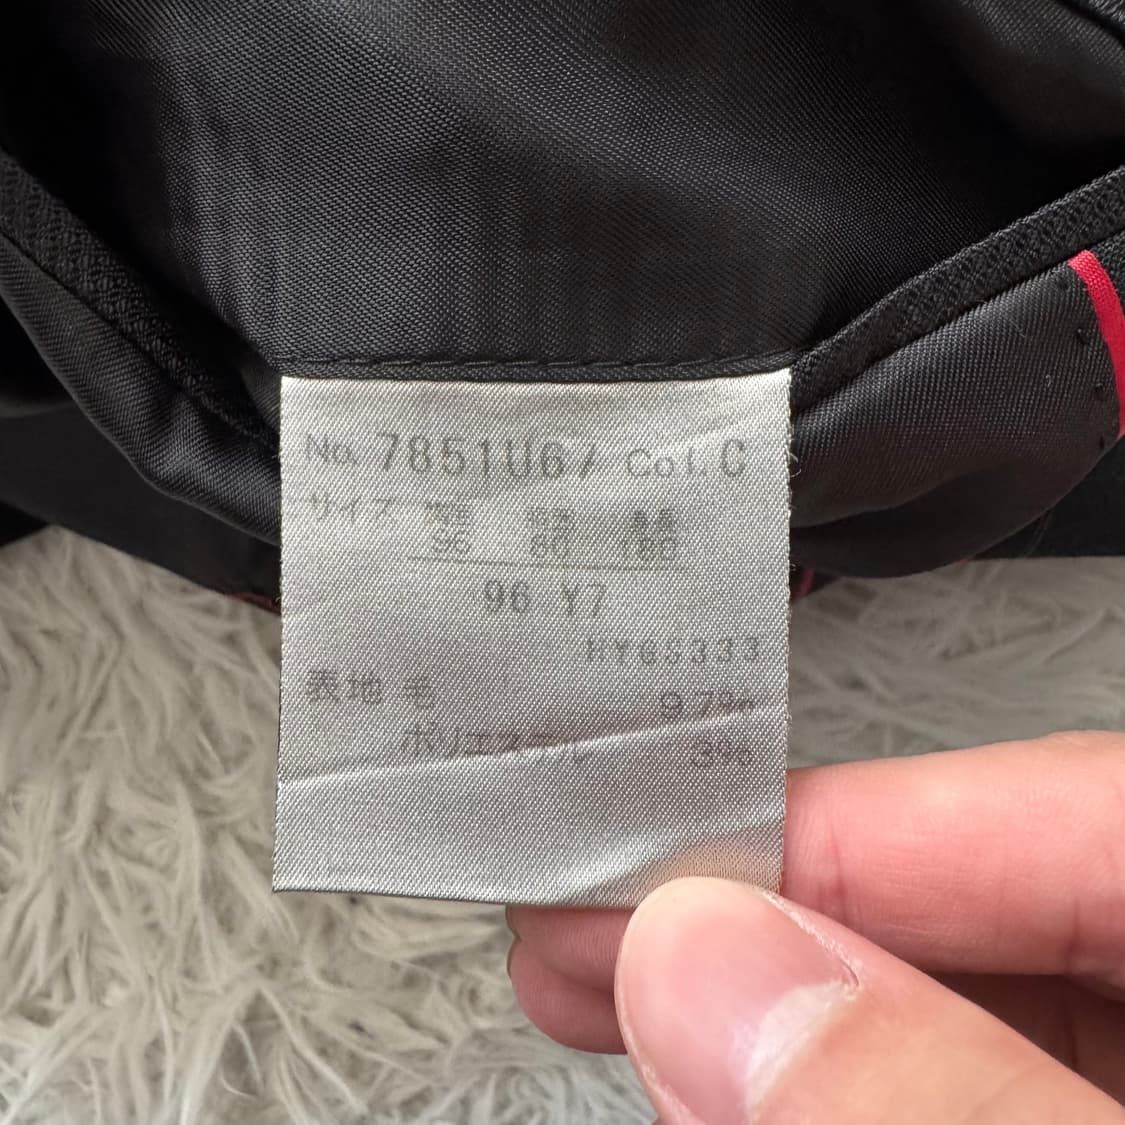 No. 7851U67 Col. C
サイズ
96 80 180
96 Y7
HY6S333
表地 毛 97%
ポリエステル 3%